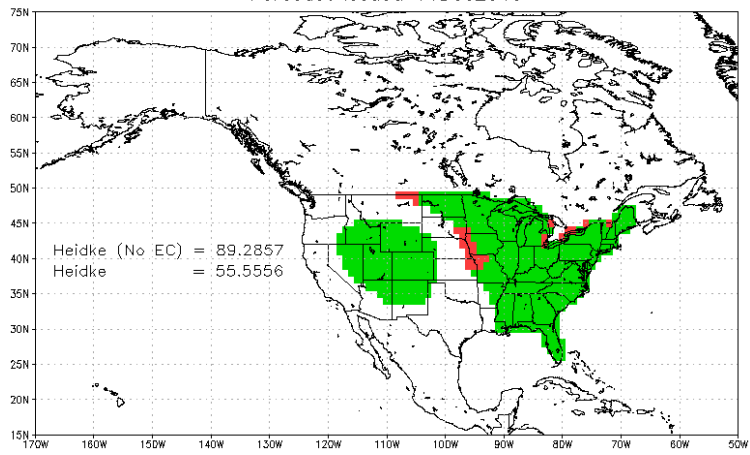 75N
70N
65N
60N
55N
50N
45N
Heidke (No EC) = 89.2857
40N
Heidke = 55.5556
35N
30N
25N
20N
15N
170W 160W 150W 140W 130W 120W 110W 100W 90W 80W 70W 60W 50W